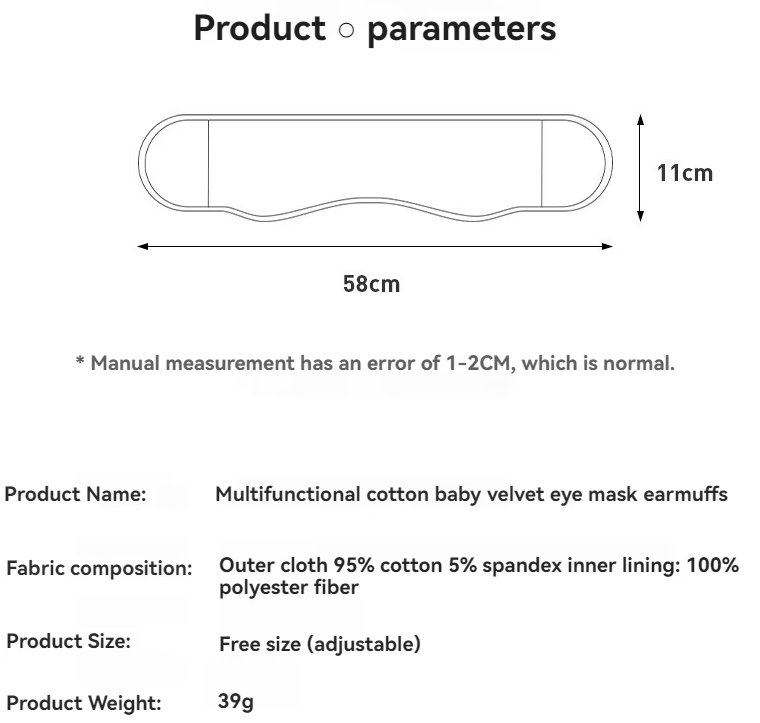 Product ○ parameters
11cm
58cm
* Manual measurement has an error of 1-2CM, which is normal.
Product Name: Multifunctional cotton baby velvet eye mask earmuffs
Fabric composition: Outer cloth 95% cotton 5% spandex inner lining: 100%
polyester fiber
Product Size: Free size (adjustable)
Product Weight: 39g